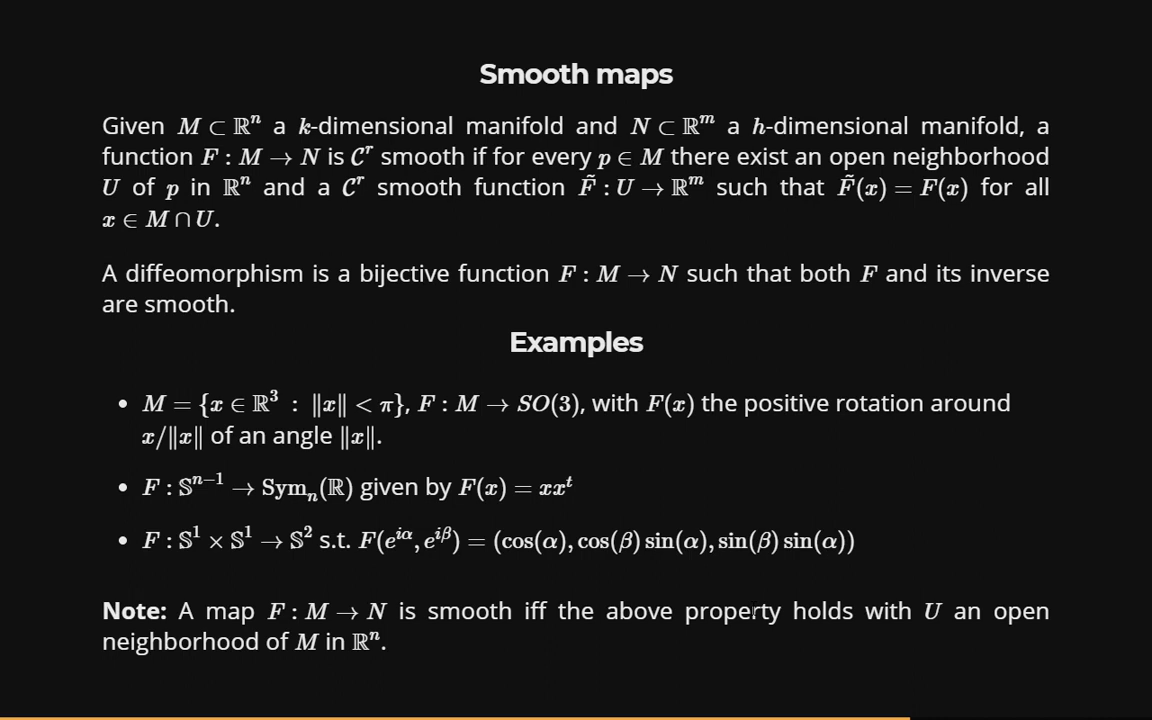 Smooth maps
Given M ⊂ ℝⁿ a k-dimensional manifold and N ⊂ ℝᵐ a h-dimensional manifold, a
function F : M → N is 𝒞ʳ smooth if for every p ∈ M there exist an open neighborhood
U of p in ℝⁿ and a 𝒞ʳ smooth function F̃ : U → ℝᵐ such that F̃(x) = F(x) for all
x ∈ M ∩ U.
A diffeomorphism is a bijective function F : M → N such that both F and its inverse
are smooth.
Examples
• M = {x ∈ ℝ³ : ‖x‖ < π}, F : M → SO(3), with F(x) the positive rotation around
x/‖x‖ of an angle ‖x‖.
• F : 𝕊ⁿ⁻¹ → Symₙ(ℝ) given by F(x) = xxᵗ
• F : 𝕊¹ × 𝕊¹ → 𝕊² s.t. F(e^{iα}, e^{iβ}) = (cos(α), cos(β) sin(α), sin(β) sin(α))
Note: A map F : M → N is smooth iff the above property holds with U an open
neighborhood of M in ℝⁿ.